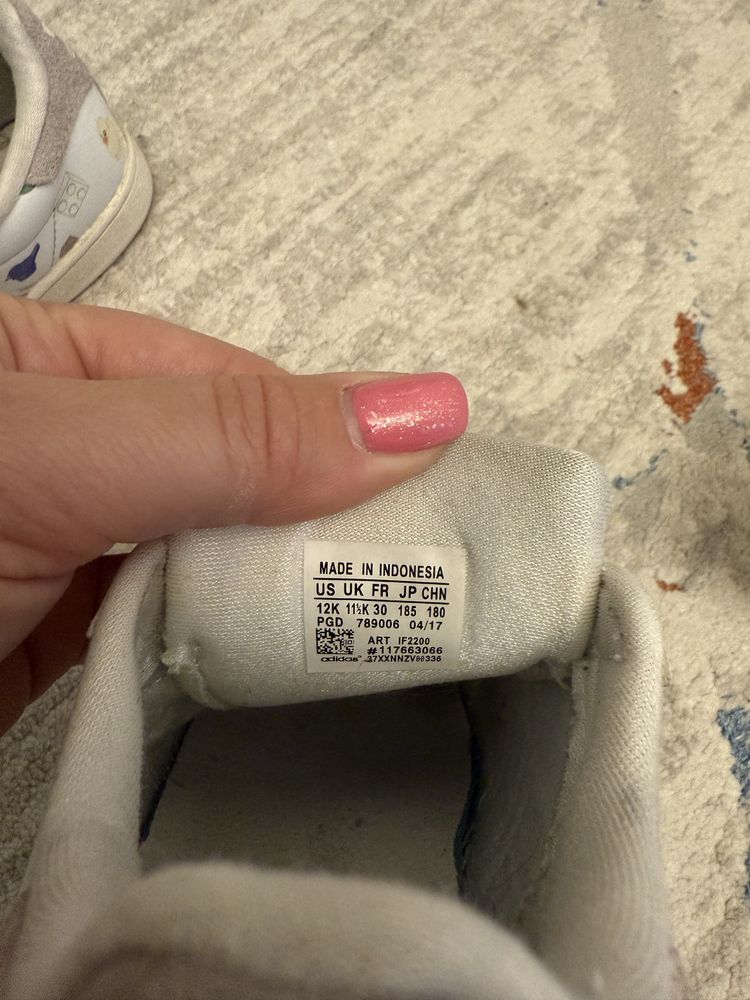 MADE IN INDONESIA
US UK FR JP CHN
12K 11½K 30 185 180
PGD 789006 04/17
ART IF2200
#117663066
adidas® 37XXNNZV00336